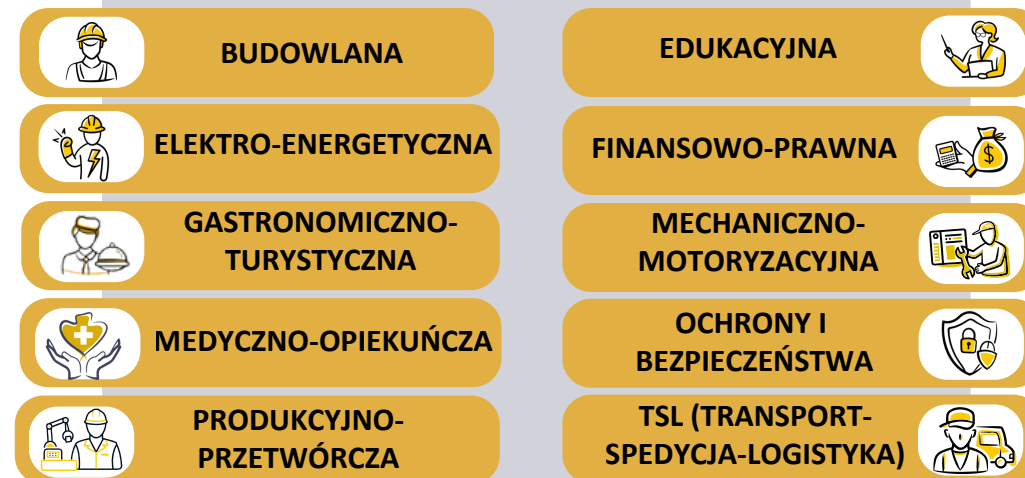 BUDOWLANA
ELEKTRO-ENERGETYCZNA
GASTRONOMICZNO-
TURYSTYCZNA
MEDYCZNO-OPIEKUŃCZA
PRODUKCYJNO-
PRZETWÓRCZA
EDUKACYJNA
FINANSOWO-PRAWNA
MECHANICZNO-
MOTORYZACYJNA
OCHRONY I
BEZPIECZEŃSTWA
TSL (TRANSPORT-
SPEDYCJA-LOGISTYKA)